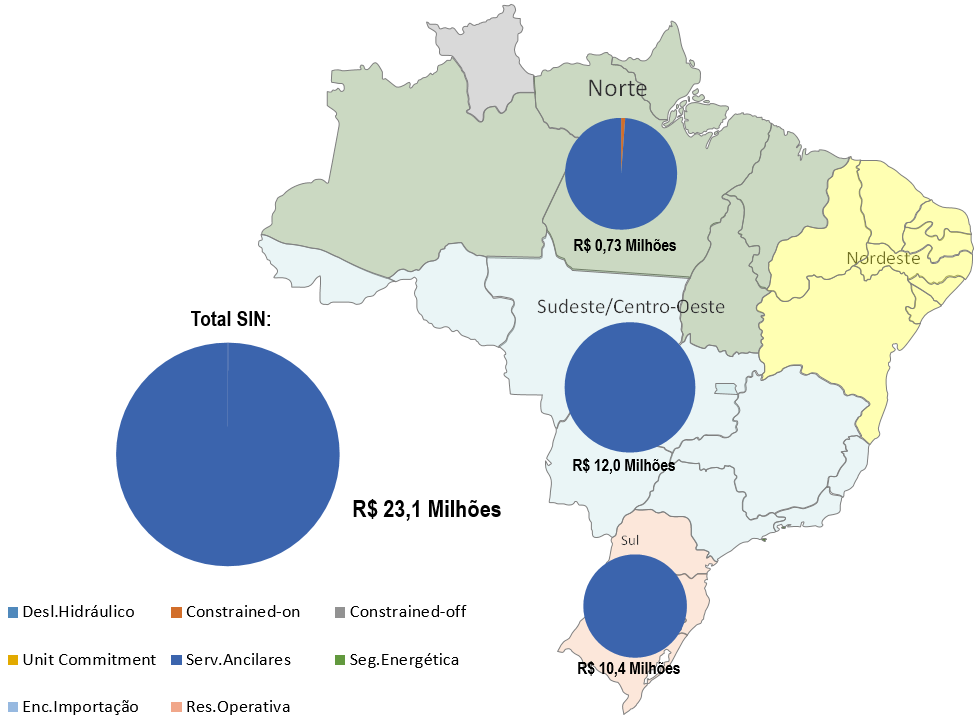 Norte
R$ 0,73 Milhões
Nordeste
Sudeste/Centro-Oeste
Total SIN:
R$ 12,0 Milhões
R$ 23,1 Milhões
Sul
R$ 10,4 Milhões
Desl.Hidráulico
Constrained-on
Constrained-off
Unit Commitment
Serv.Ancilares
Seg.Energética
Enc.Importação
Res.Operativa